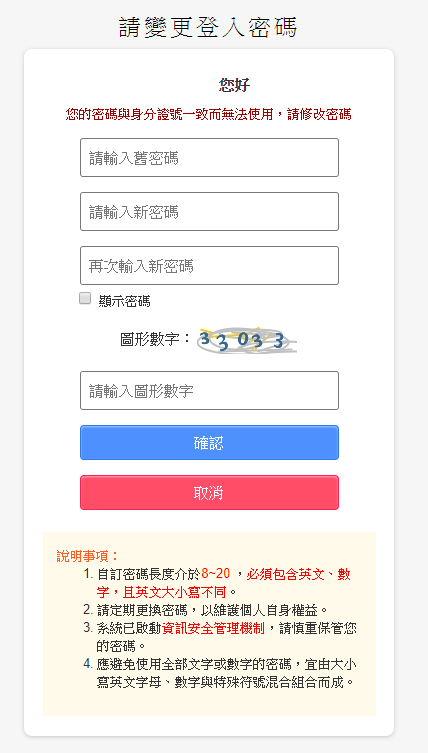 請變更登入密碼
您好
您的密碼與身分證號一致而無法使用，請修改密碼
請輸入舊密碼
請輸入新密碼
再次輸入新密碼
顯示密碼
圖形數字： 33033
請輸入圖形數字
確認
取消
說明事項：
1. 自訂密碼長度介於8~20 ，必須包含英文、數
字，且英文大小寫不同。
2. 請定期更換密碼，以維護個人自身權益。
3. 系統已啟動資訊安全管理機制，請慎重保管您
的密碼。
4. 應避免使用全部文字或數字的密碼，宜由大小
寫英文字母、數字與特殊符號混合組合而成。